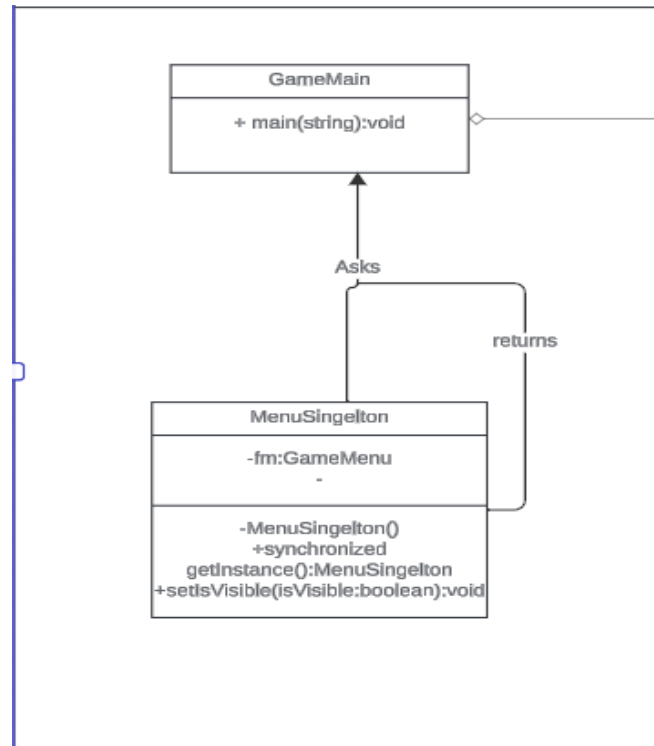 GameMain
+ main(string):void
Asks
returns
MenuSingelton
-fm:GameMenu
-
-MenuSingelton()
+synchronized
getInstance():MenuSingelton
+setIsVisible(isVisible:boolean):void